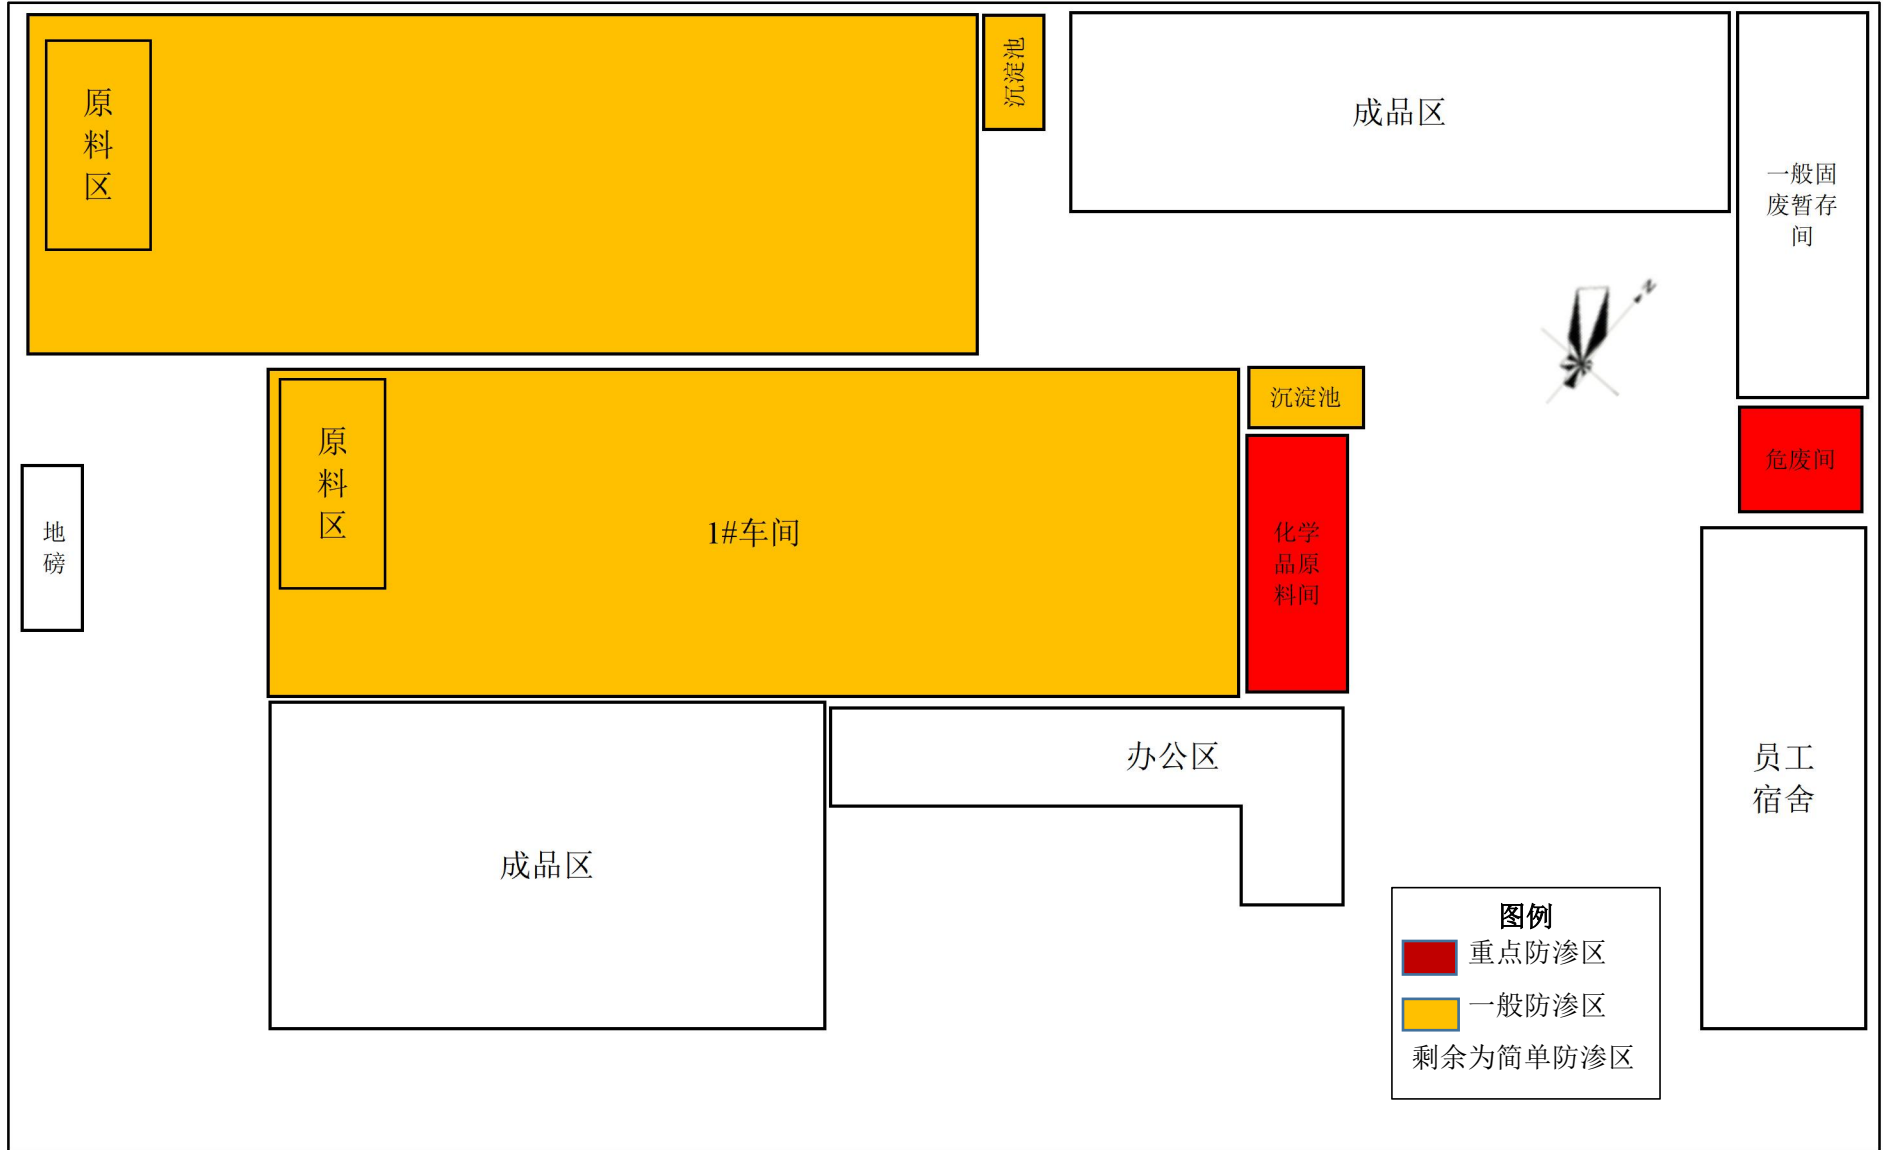 原
料
区
沉淀池
成品区
一般固
废暂存
间
N
原
料
区
1#车间
沉淀池
化学
品原
料间
危废间
地
磅
成品区
办公区
员工
宿舍
图例
重点防渗区
一般防渗区
剩余为简单防渗区